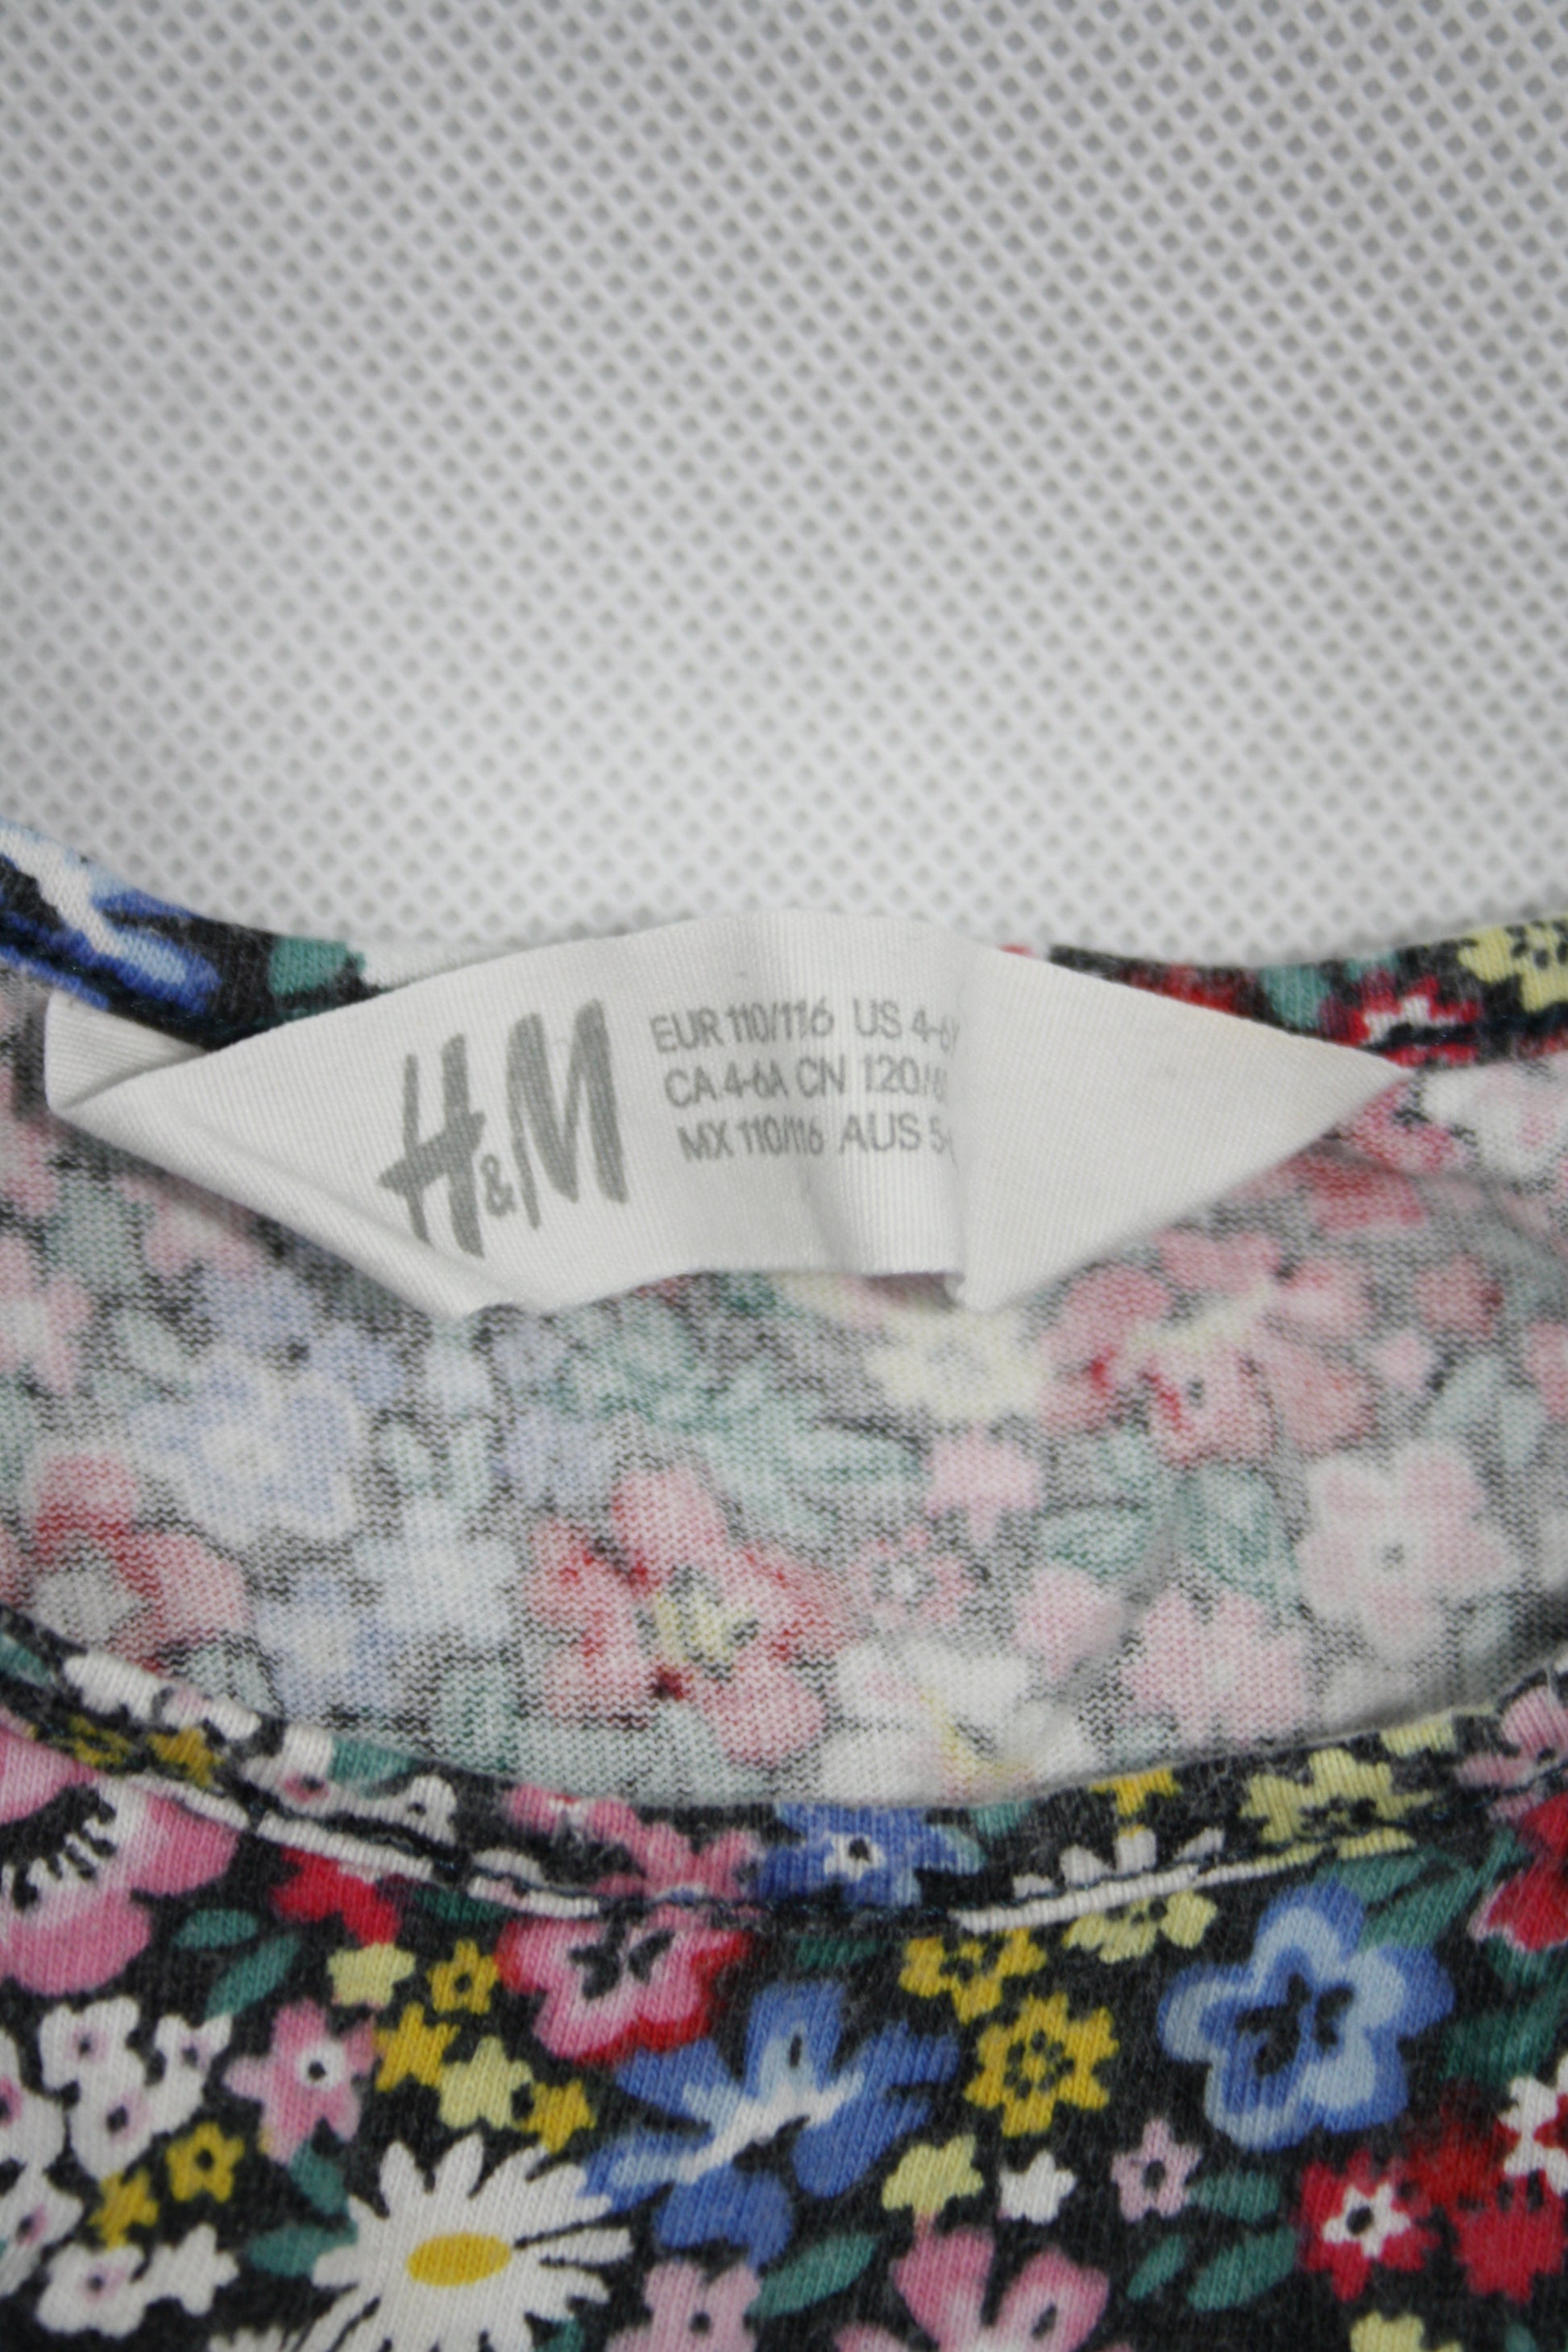 H&M
EUR 110/116 US 4-6
CA 4-6A CN 120/
MX 110/116 AUS 5-